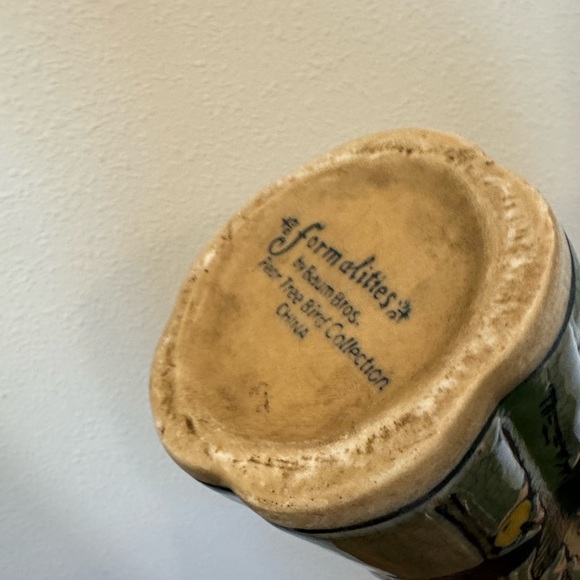 formalities
by Baum Bros.
Pear Tree Bird Collection
CHINA